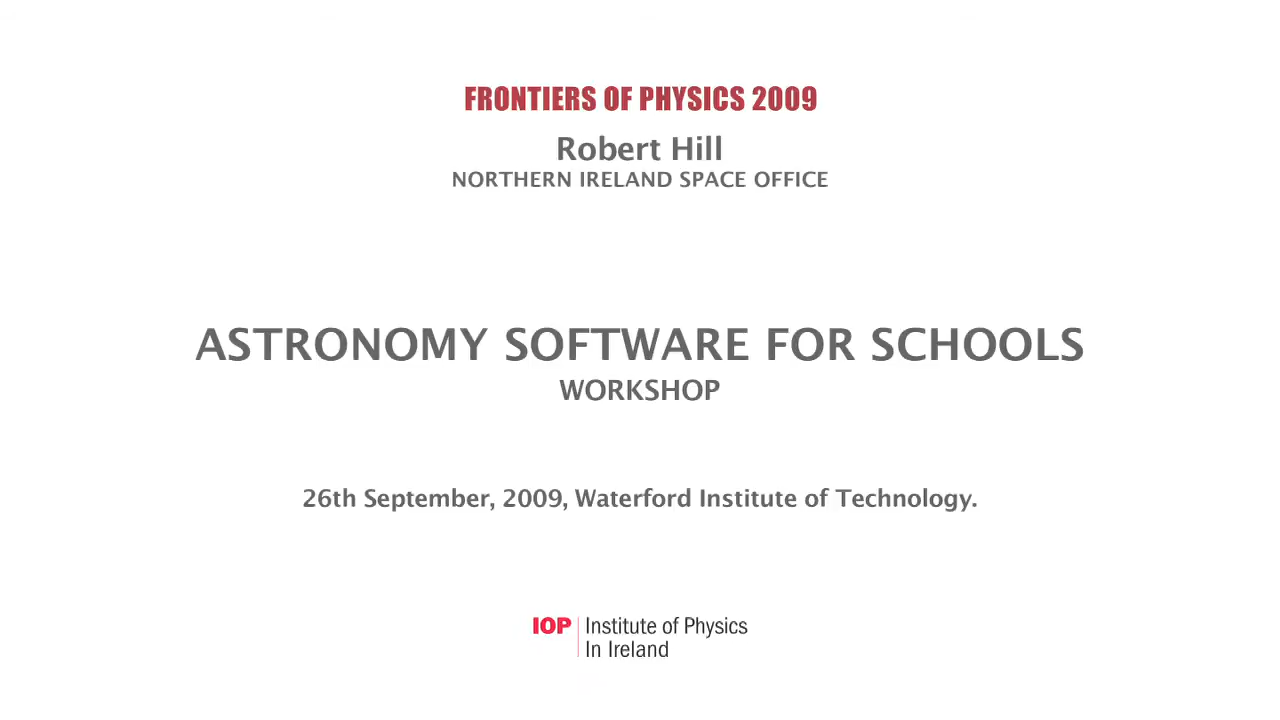 FRONTIERS OF PHYSICS 2009
Robert Hill
NORTHERN IRELAND SPACE OFFICE
ASTRONOMY SOFTWARE FOR SCHOOLS
WORKSHOP
26th September, 2009, Waterford Institute of Technology.
IOP Institute of Physics
In Ireland